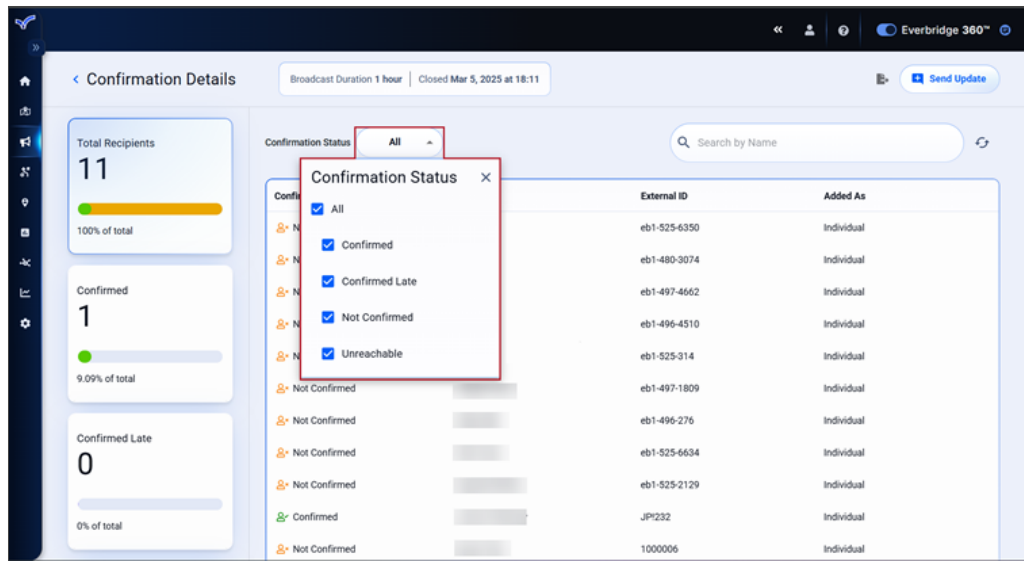 Everbridge 360™
Confirmation Details
Broadcast Duration 1 hour
Closed Mar 5, 2025 at 18:11
Send Update
Total Recipients
11
100% of total
Confirmed
1
9.09% of total
Confirmed Late
0
0% of total
Confirmation Status
All
Search by Name
Confirmation Status
All
Confirmed
Confirmed Late
Not Confirmed
Unreachable
External ID
Added As
eb1-525-6350
Individual
eb1-480-3074
Individual
eb1-497-4662
Individual
eb1-496-4510
Individual
eb1-525-314
Individual
Not Confirmed
eb1-497-1809
Individual
Not Confirmed
eb1-496-276
Individual
Not Confirmed
eb1-525-6634
Individual
Not Confirmed
eb1-525-2129
Individual
Confirmed
JP!232
Individual
Not Confirmed
1000006
Individual